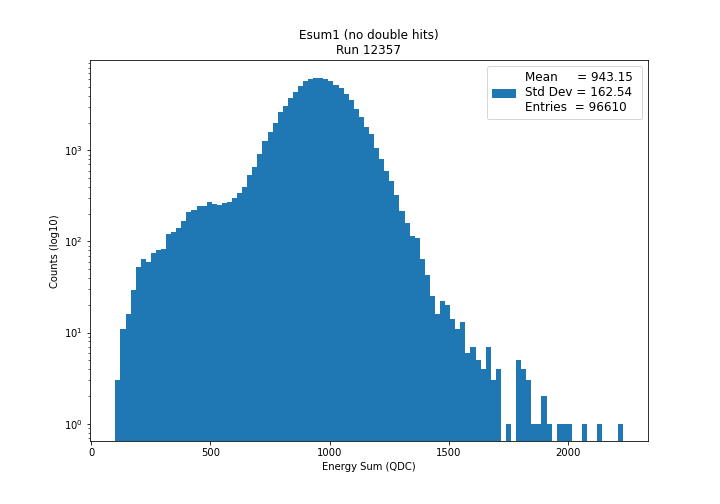 Esum1 (no double hits)
Run 12357
Mean = 943.15
Std Dev = 162.54
Entries = 96610
Counts (log10)
10³
10²
10¹
10⁰
0 500 1000 1500 2000
Energy Sum (QDC)